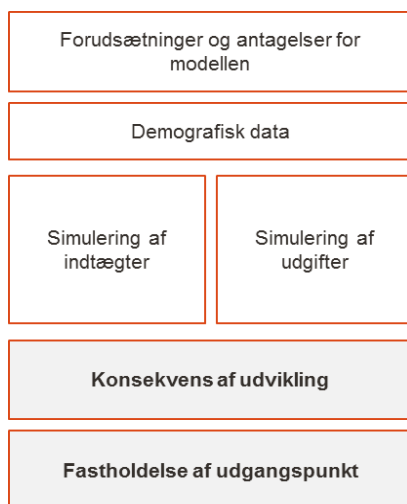 Forudsætninger og antagelser for
modellen
Demografisk data
Simulering af
indtægter
Simulering af
udgifter
Konsekvens af udvikling
Fastholdelse af udgangspunkt